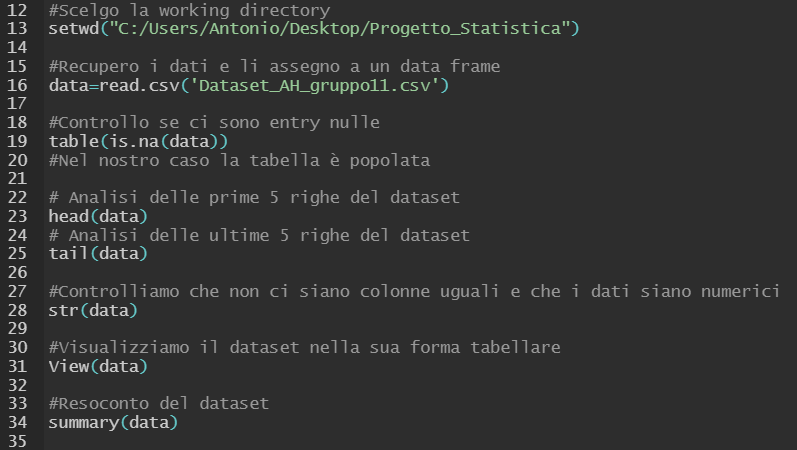 12 #Scelgo la working directory
13 setwd("C:/Users/Antonio/Desktop/Progetto_Statistica")
14
15 #Recupero i dati e li assegno a un data frame
16 data=read.csv('Dataset_AH_gruppo11.csv')
17
18 #Controllo se ci sono entry nulle
19 table(is.na(data))
20 #Nel nostro caso la tabella è popolata
21
22 # Analisi delle prime 5 righe del dataset
23 head(data)
24 # Analisi delle ultime 5 righe del dataset
25 tail(data)
26
27 #Controlliamo che non ci siano colonne uguali e che i dati siano numerici
28 str(data)
29
30 #Visualizziamo il dataset nella sua forma tabellare
31 View(data)
32
33 #Resoconto del dataset
34 summary(data)
35